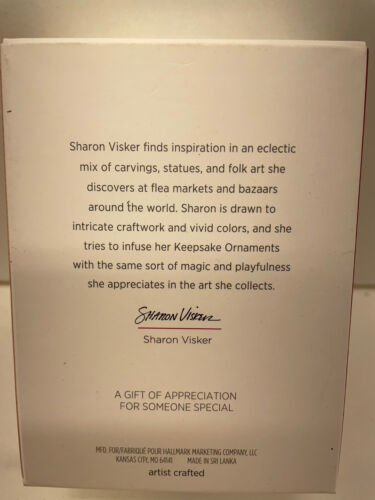 Sharon Visker finds inspiration in an eclectic
mix of carvings, statues, and folk art she
discovers at flea markets and bazaars
around the world. Sharon is drawn to
intricate craftwork and vivid colors, and she
tries to infuse her Keepsake Ornaments
with the same sort of magic and playfulness
she appreciates in the art she collects.
Sharon Visker
Sharon Visker
A GIFT OF APPRECIATION
FOR SOMEONE SPECIAL
MFD. FOR/FABRIQUÉ POUR HALLMARK MARKETING COMPANY, LLC
KANSAS CITY, MO 64141 MADE IN SRI LANKA
artist crafted